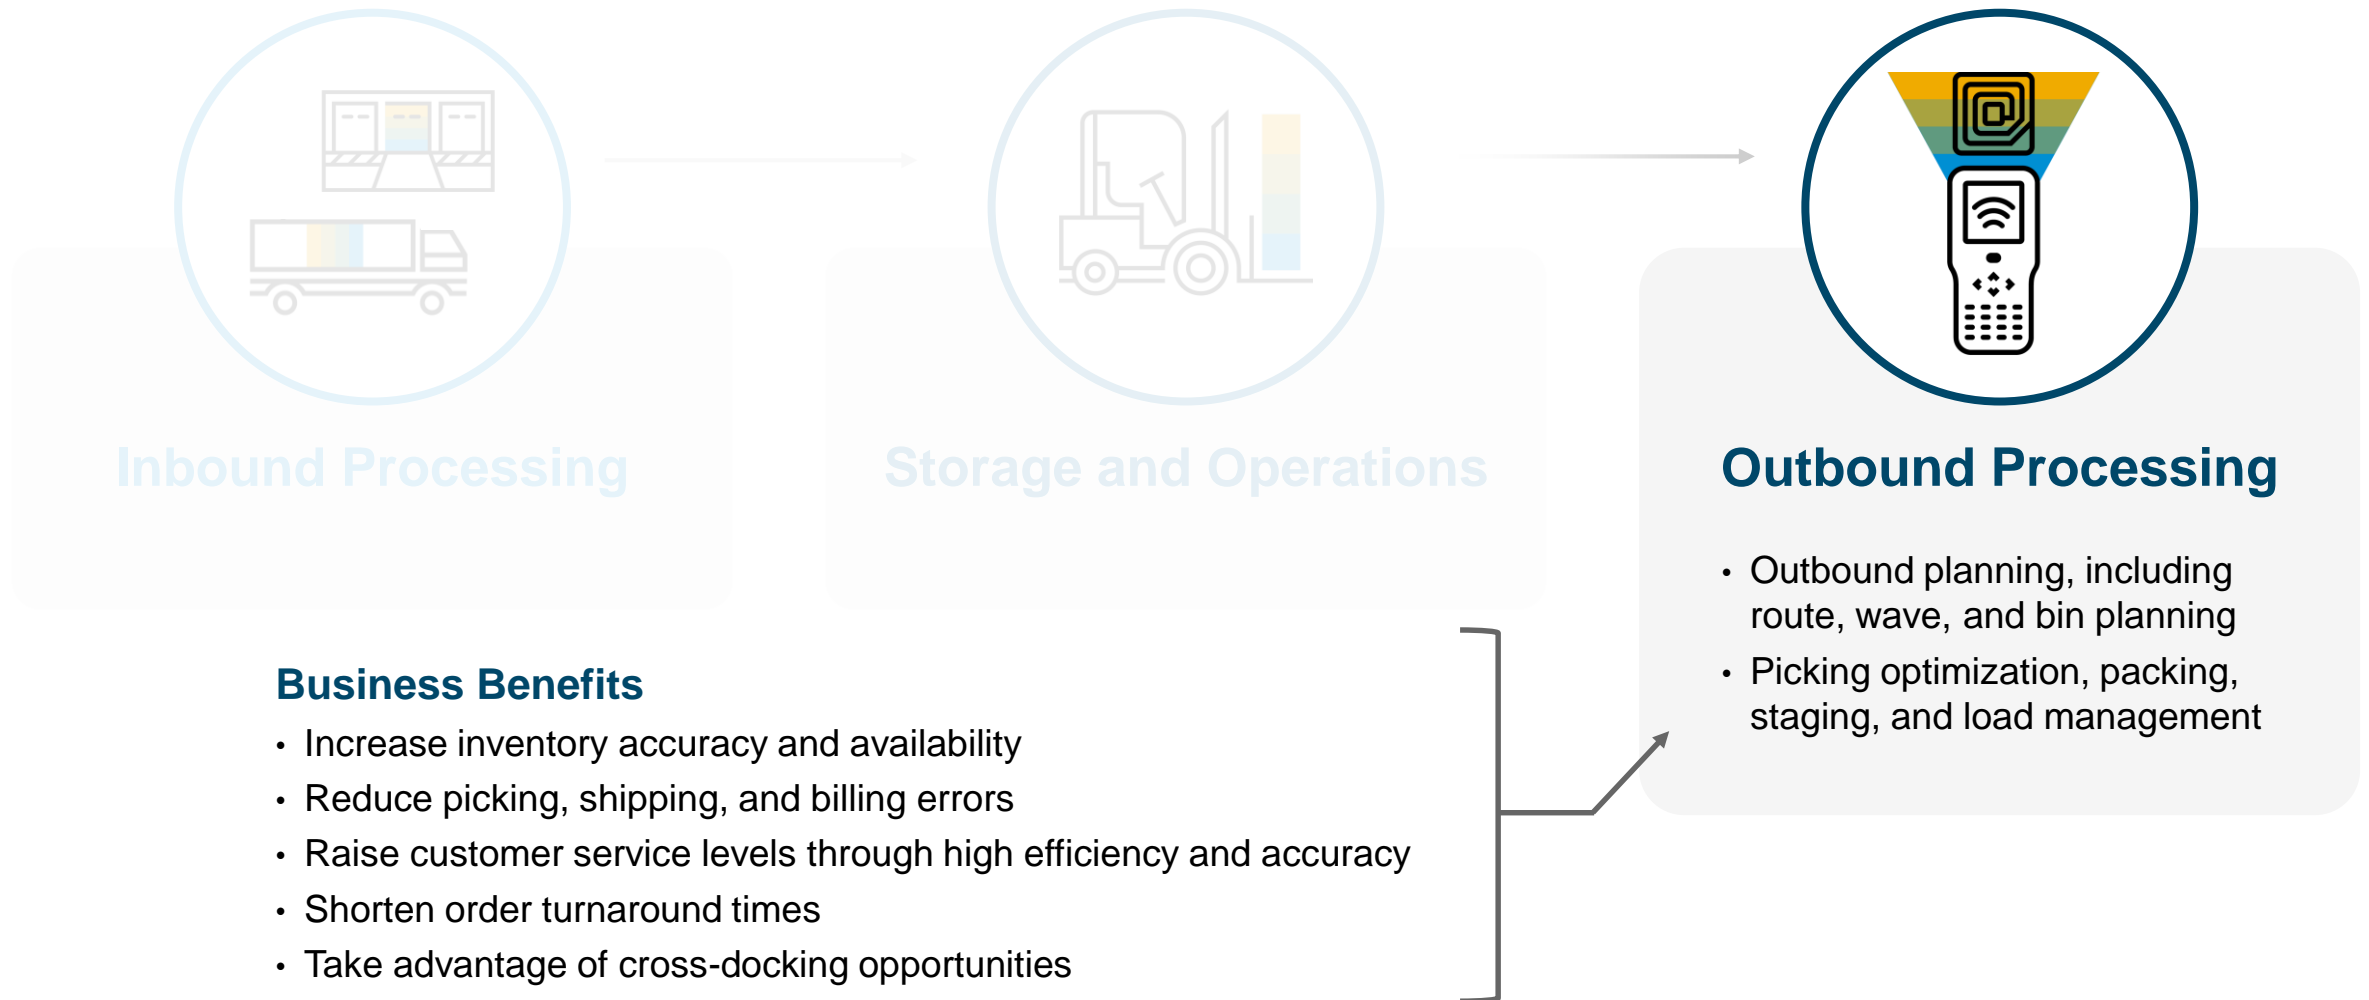 Inbound Processing
Storage and Operations
Outbound Processing
• Outbound planning, including
route, wave, and bin planning
• Picking optimization, packing,
staging, and load management
Business Benefits
• Increase inventory accuracy and availability
• Reduce picking, shipping, and billing errors
• Raise customer service levels through high efficiency and accuracy
• Shorten order turnaround times
• Take advantage of cross-docking opportunities